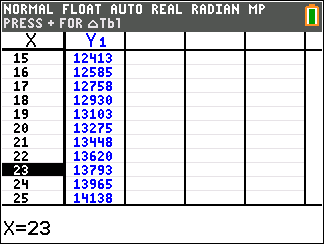 NORMAL FLOAT AUTO REAL RADIAN MP
PRESS + FOR △Tbl
X Y1
15 12413
16 12585
17 12758
18 12930
19 13103
20 13275
21 13448
22 13620
23 13793
24 13965
25 14138
X=23